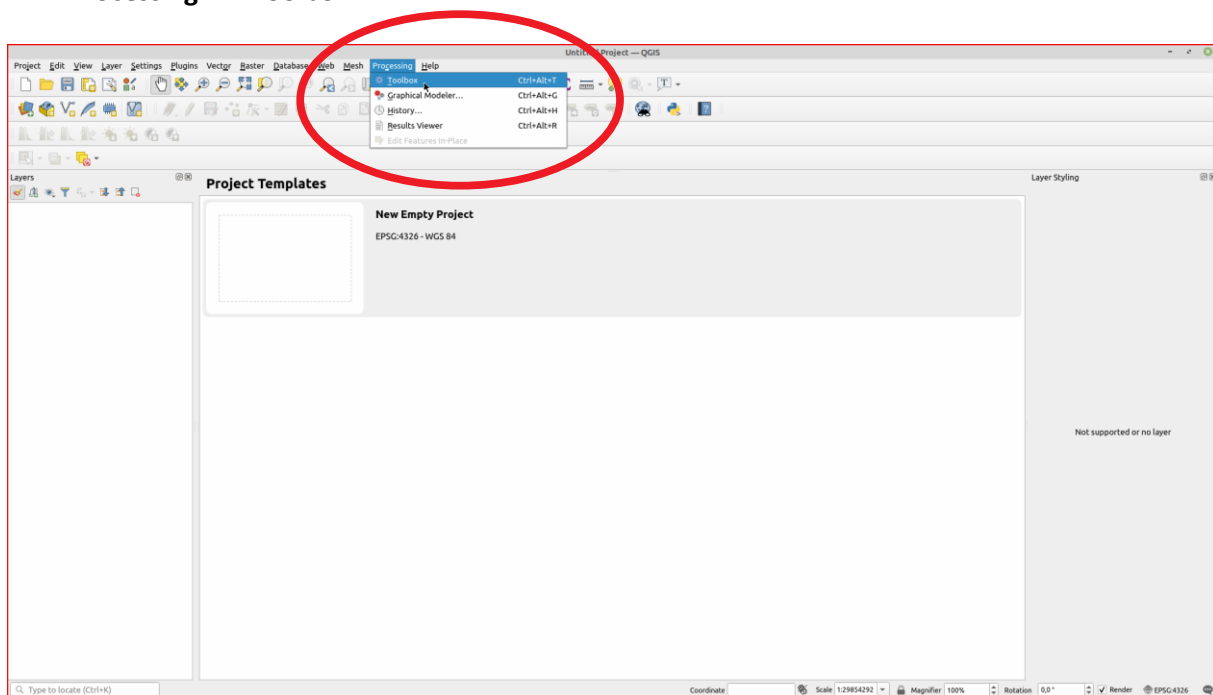 Untitled Project — QGIS
Project Edit View Layer Settings Plugins Vector Raster Database Web Mesh Processing Help
Toolbox Ctrl+Alt+T
Graphical Modeler... Ctrl+Alt+G
History... Ctrl+Alt+H
Results Viewer Ctrl+Alt+R
Edit Features In-Place
Layers
Project Templates
Layer Styling
New Empty Project
EPSG:4326 - WGS 84
Not supported or no layer
Type to locate (Ctrl+K)
Coordinate Scale 1:29854292 Magnifier 100% Rotation 0,0° Render EPSG:4326